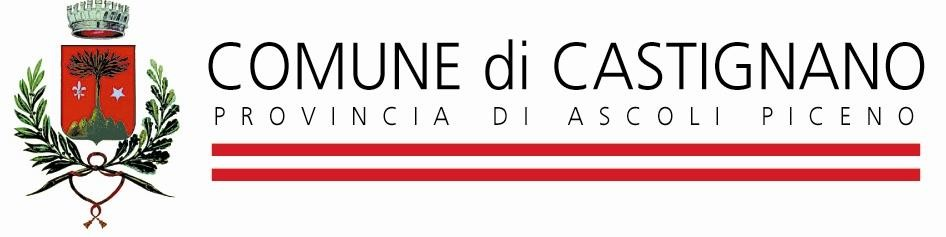 COMUNE di CASTIGNANO
PROVINCIA DI ASCOLI PICENO